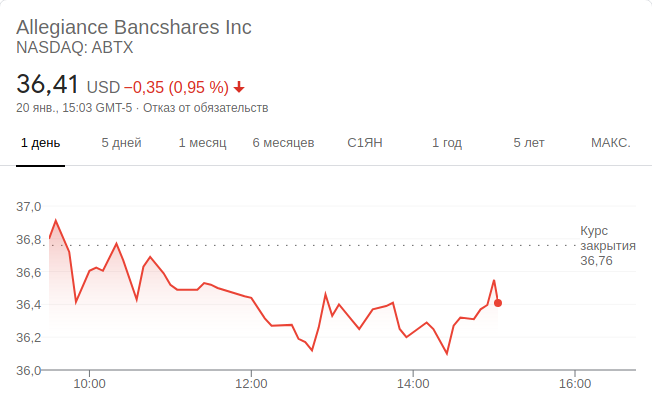 Allegiance Bancshares Inc
NASDAQ: ABTX
36,41 USD −0,35 (0,95 %)
20 янв., 15:03 GMT-5 · Отказ от обязательств
1 день 5 дней 1 месяц 6 месяцев С1ЯН 1 год 5 лет МАКС.
37,0
36,8
36,6
36,4
36,2
36,0
Курс
закрытия
36,76
10:00 12:00 14:00 16:00